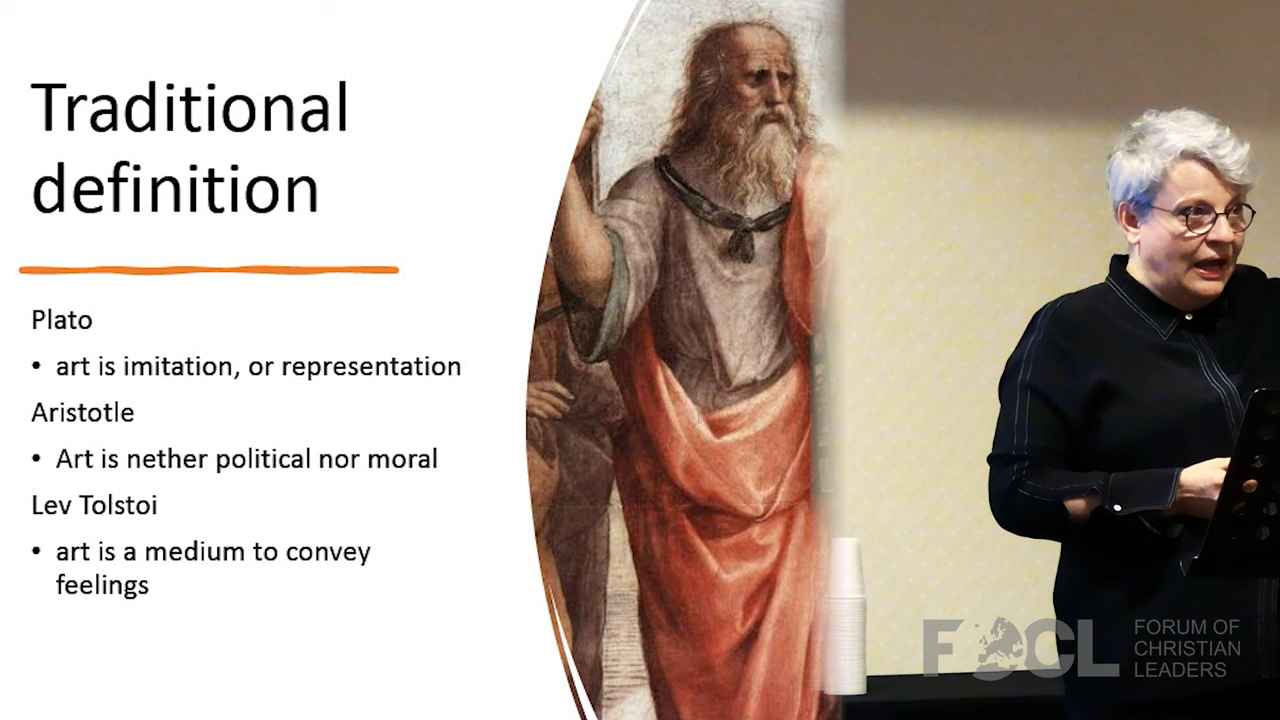 Traditional
definition
Plato
• art is imitation, or representation
Aristotle
• Art is nether political nor moral
Lev Tolstoi
• art is a medium to convey
feelings
FOCL
FORUM OF
CHRISTIAN
LEADERS